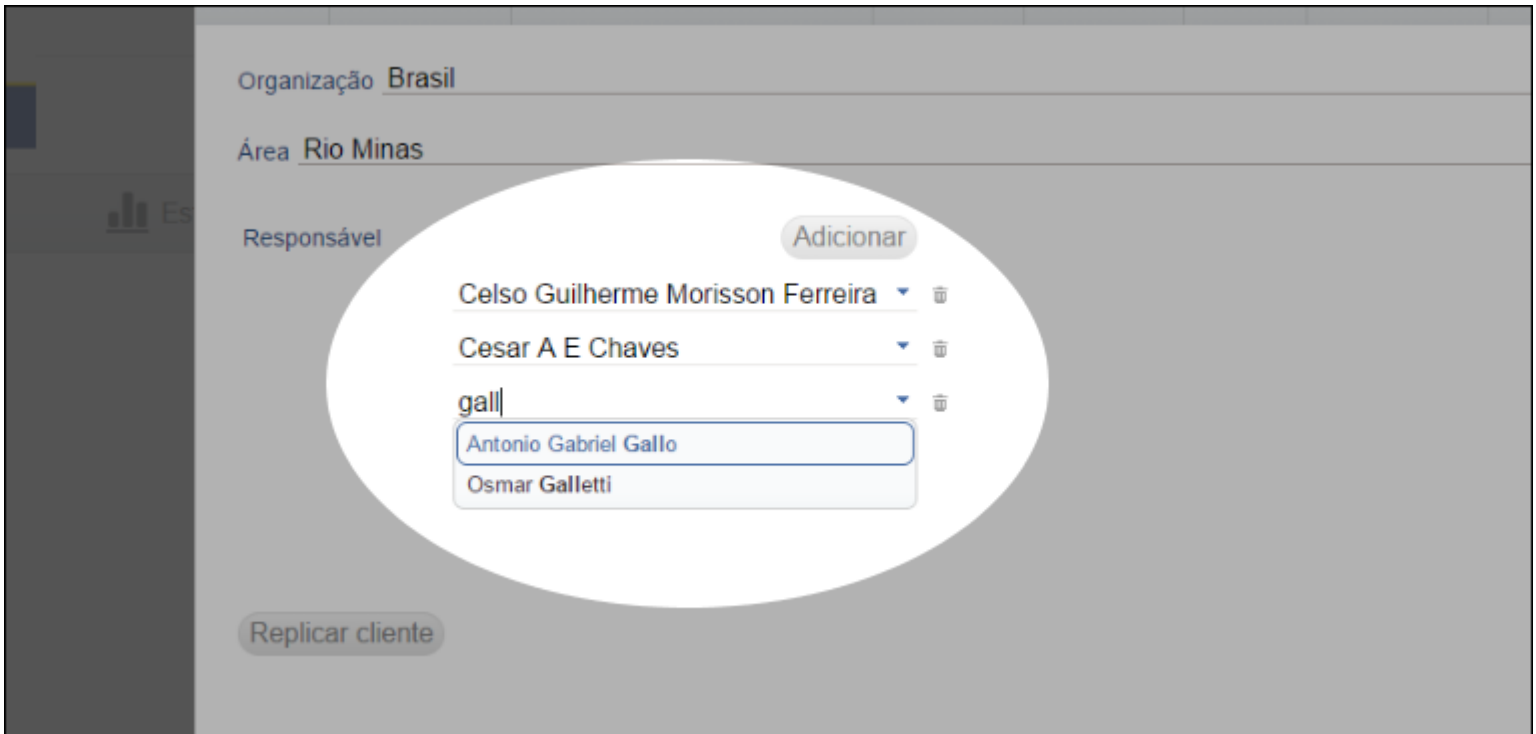 Organização Brasil
Área Rio Minas
Es
Responsável Adicionar
Celso Guilherme Morisson Ferreira
Cesar A E Chaves
gall
Antonio Gabriel Gallo
Osmar Galletti
Replicar cliente